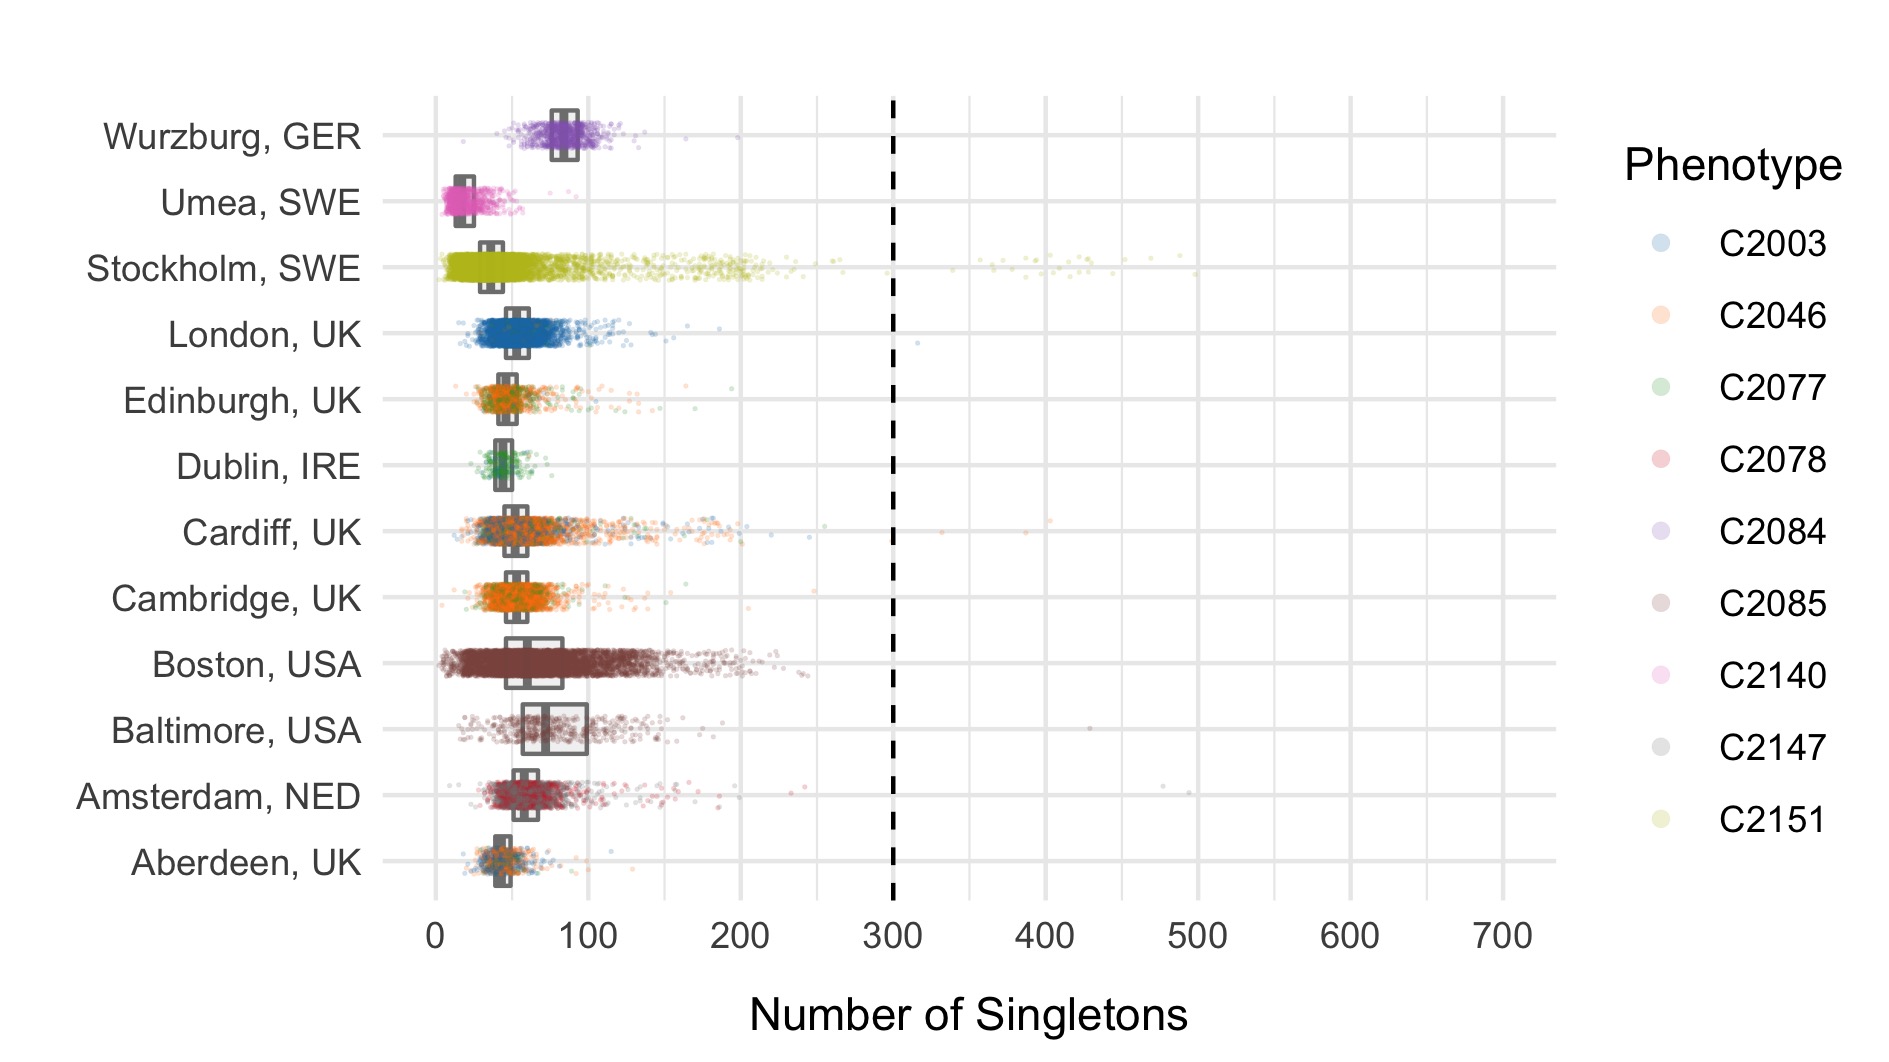 Wurzburg, GER
Umea, SWE
Stockholm, SWE
London, UK
Edinburgh, UK
Dublin, IRE
Cardiff, UK
Cambridge, UK
Boston, USA
Baltimore, USA
Amsterdam, NED
Aberdeen, UK
0 100 200 300 400 500 600 700
Number of Singletons
Phenotype
C2003
C2046
C2077
C2078
C2084
C2085
C2140
C2147
C2151